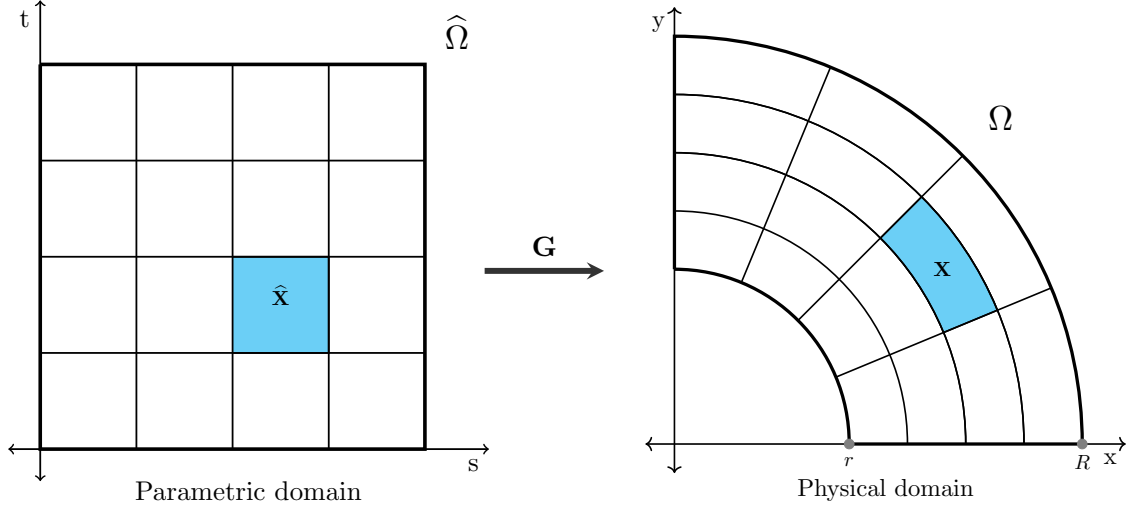 t
Ω̂
x̂
s
Parametric domain
G
y
Ω
x
r
R
x
Physical domain